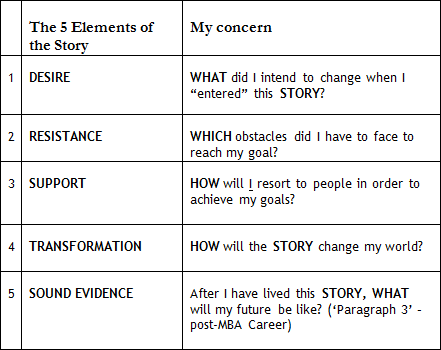 The 5 Elements of the Story
My concern
1
DESIRE
WHAT did I intend to change when I
"entered" this STORY?
2
RESISTANCE
WHICH obstacles did I have to face to
reach my goal?
3
SUPPORT
HOW will I resort to people in order to
achieve my goals?
4
TRANSFORMATION
HOW will the STORY change my world?
5
SOUND EVIDENCE
After I have lived this STORY, WHAT
will my future be like? (‘Paragraph 3’ -
post-MBA Career)